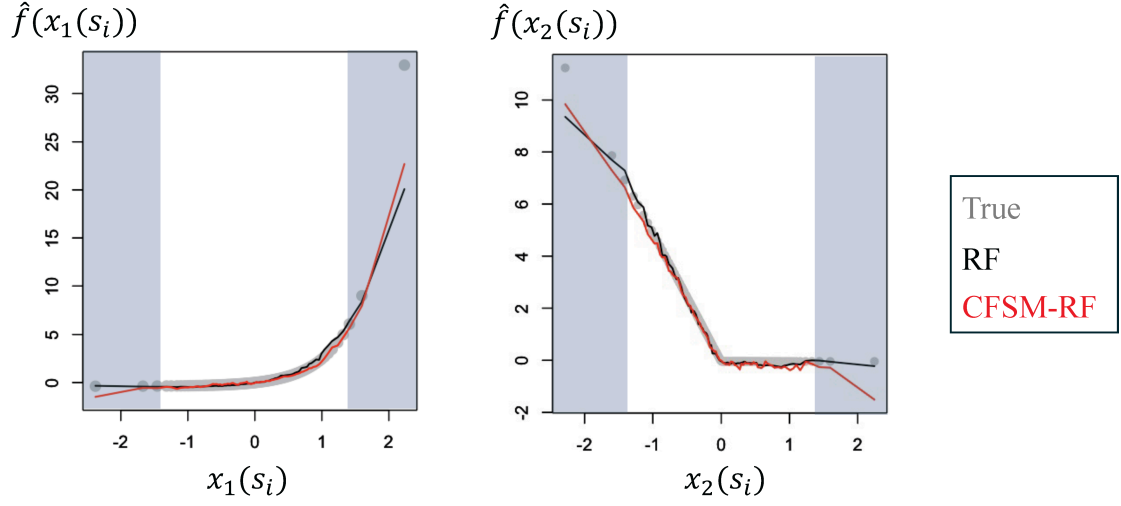 f̂(x₁(sᵢ))
30
25
20
15
10
5
0
-2 -1 0 1 2
x₁(sᵢ)
f̂(x₂(sᵢ))
10
8
6
4
2
0
-2
-2 -1 0 1 2
x₂(sᵢ)
True
RF
CFSM-RF